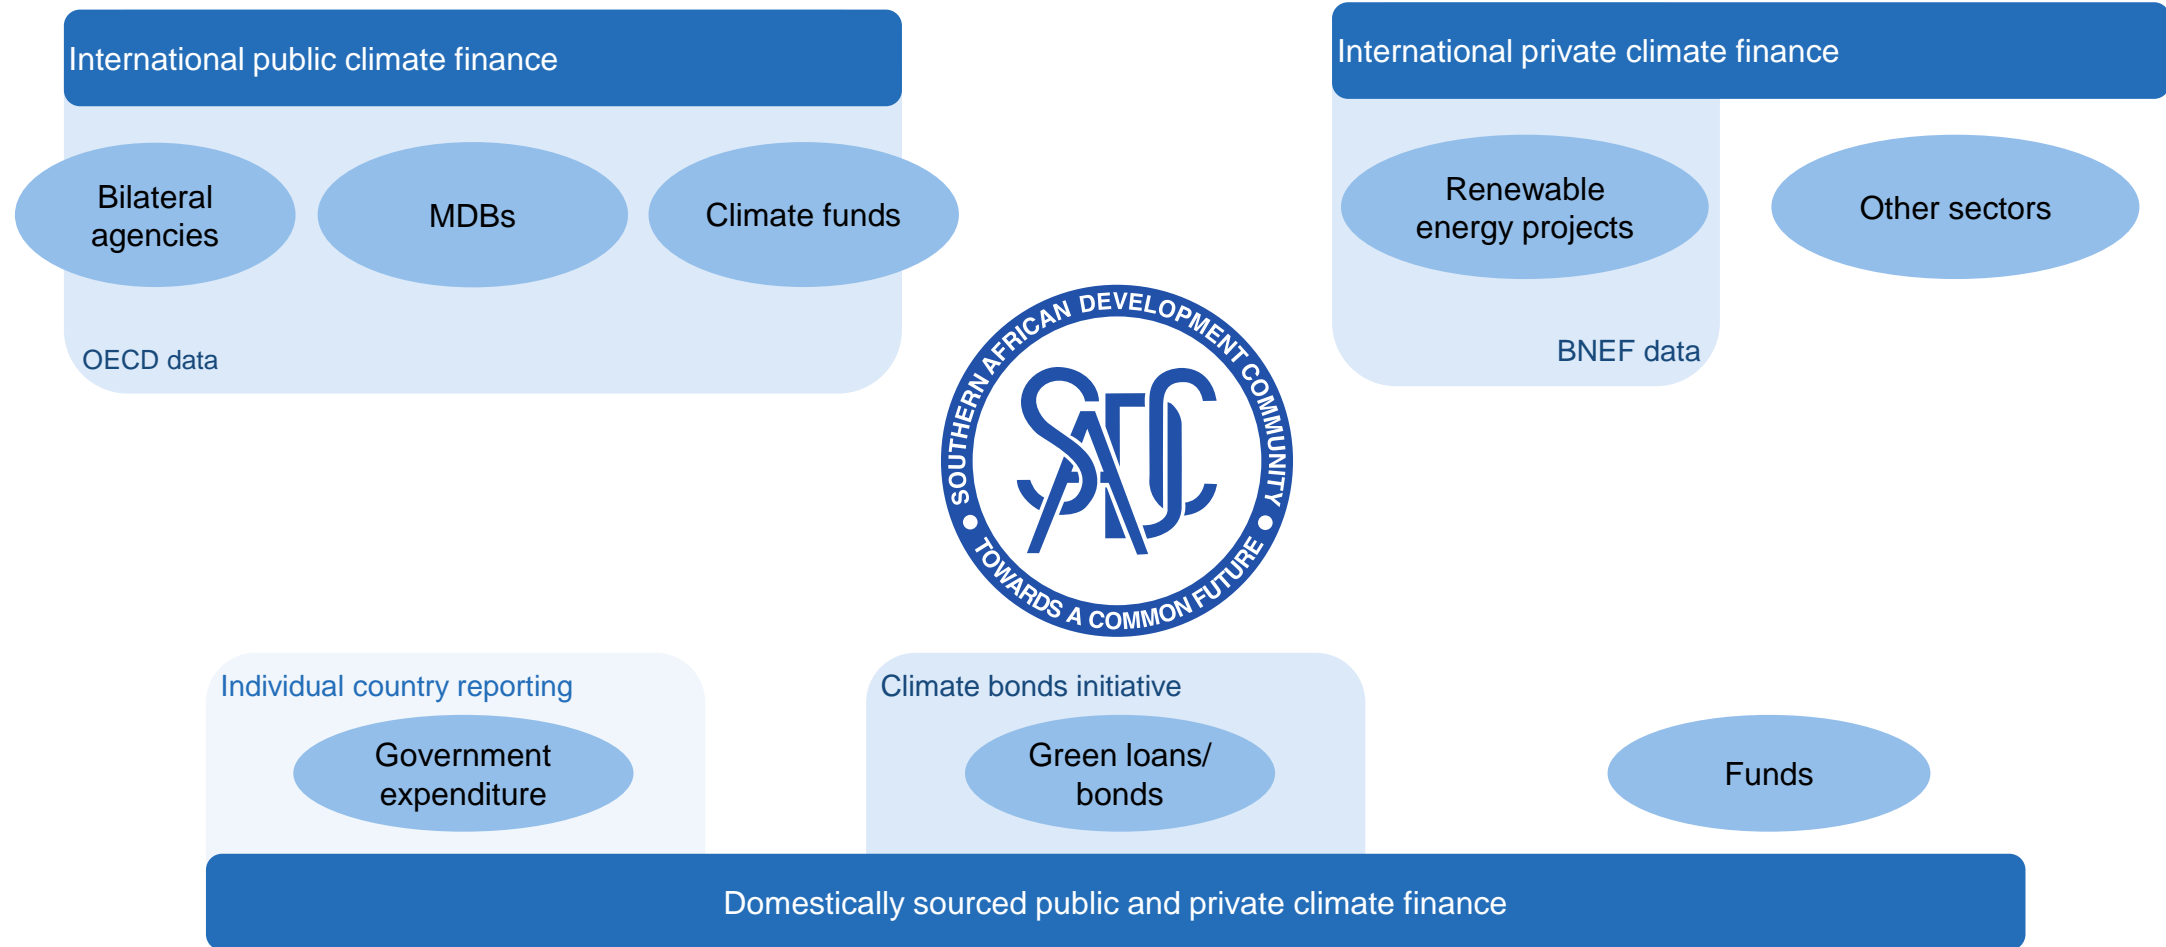 International public climate finance
International private climate finance
Bilateral
agencies
MDBs
Climate funds
Renewable
energy projects
Other sectors
OECD data
BNEF data
SOUTHERN AFRICAN DEVELOPMENT COMMUNITY
SADC
TOWARDS A COMMON FUTURE
Individual country reporting
Climate bonds initiative
Government
expenditure
Green loans/
bonds
Funds
Domestically sourced public and private climate finance